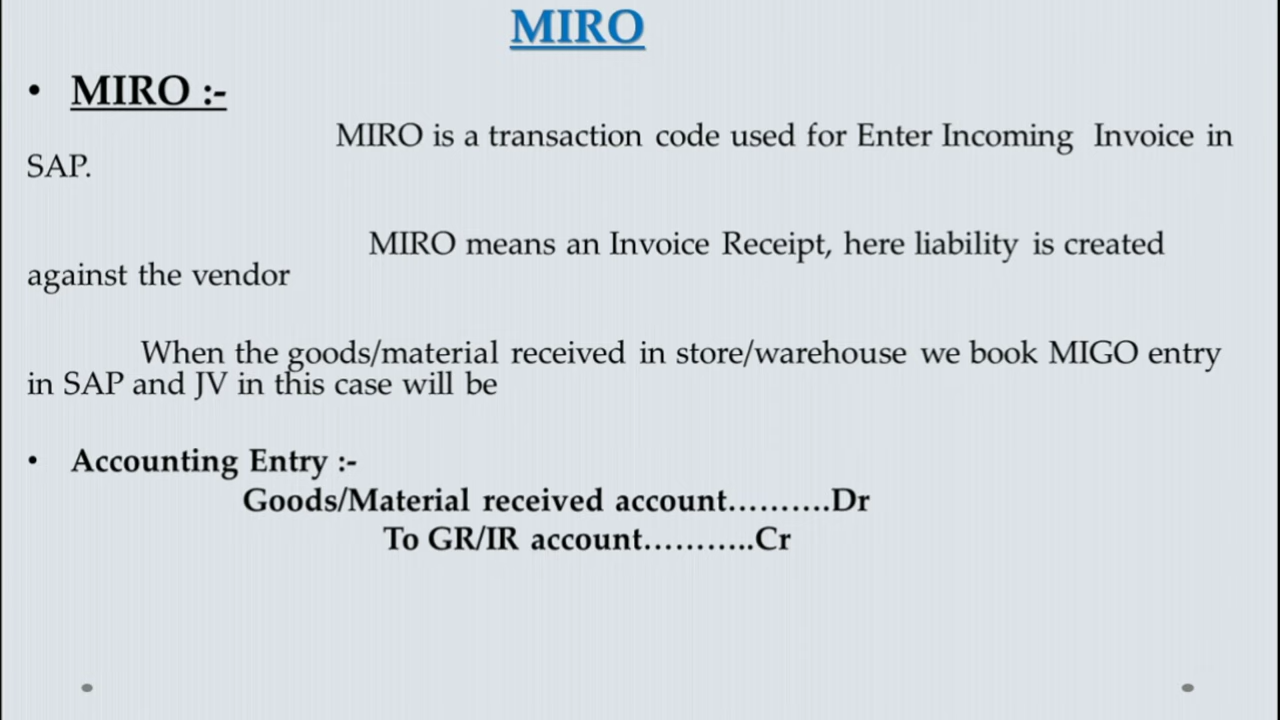 MIRO
• MIRO :-
MIRO is a transaction code used for Enter Incoming Invoice in
SAP.
MIRO means an Invoice Receipt, here liability is created
against the vendor
When the goods/material received in store/warehouse we book MIGO entry
in SAP and JV in this case will be
• Accounting Entry :-
Goods/Material received account……….Dr
To GR/IR account………..Cr